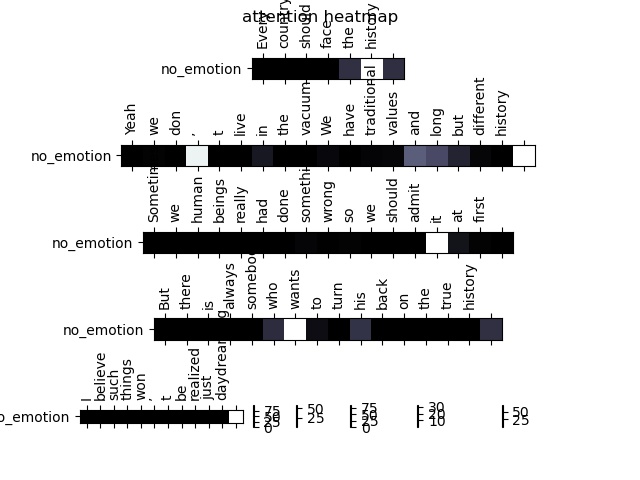 attention heatmap
Every country should face the history
no_emotion
Yeah we don ’ t live in the vacuum We have traditional values and long but different history
no_emotion
we human beings really had done wrong so we should admit it at first
no_emotion
But there is always who wants to turn his back on the true history
no_emotion
I believe such things won ’ t be realized just daydreaming
no_emotion
75 50 25 0
50 25
75 50 25 0
30 20 10
50 25